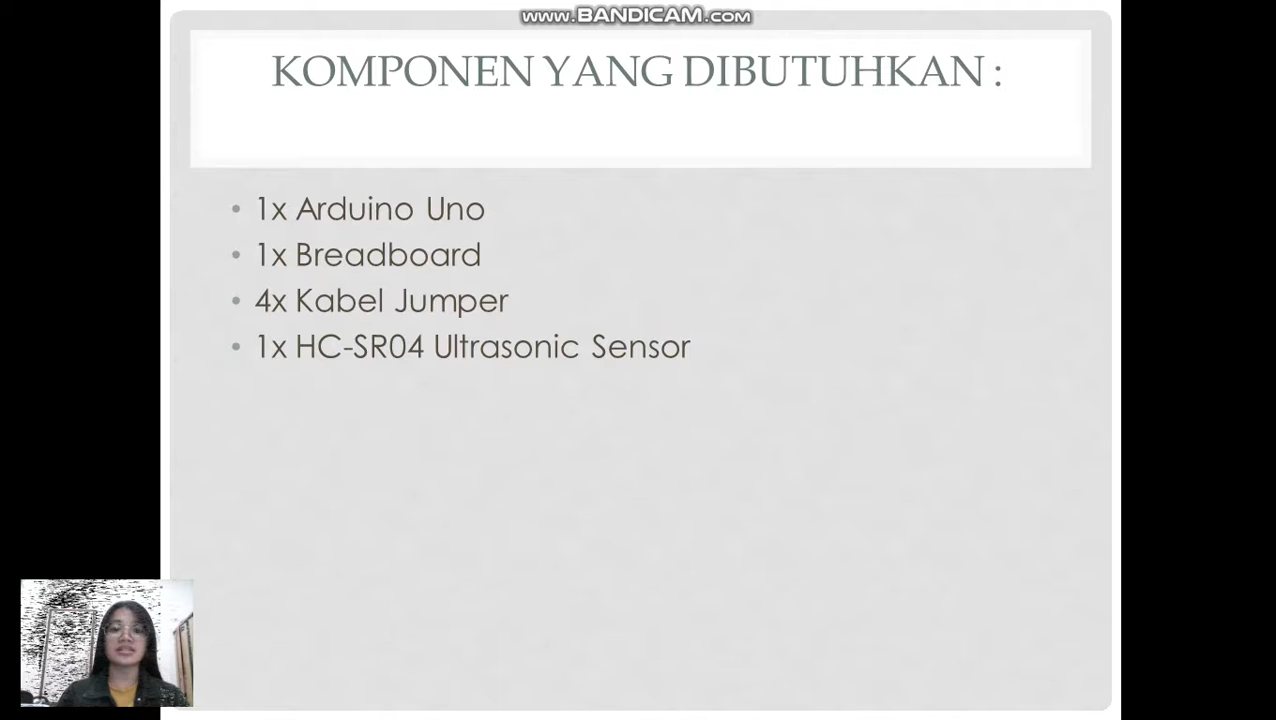 WWW.BANDICAM.COM
KOMPONEN YANG DIBUTUHKAN :
• 1x Arduino Uno
• 1x Breadboard
• 4x Kabel Jumper
• 1x HC-SR04 Ultrasonic Sensor